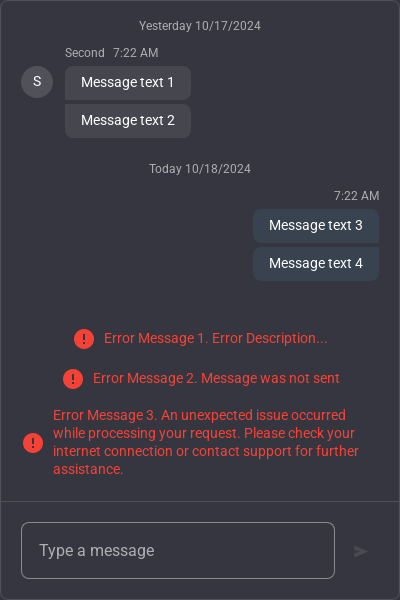 Yesterday 10/17/2024
Second 7:22 AM
S
Message text 1
Message text 2
Today 10/18/2024
7:22 AM
Message text 3
Message text 4
Error Message 1. Error Description...
Error Message 2. Message was not sent
Error Message 3. An unexpected issue occurred
while processing your request. Please check your
internet connection or contact support for further
assistance.
Type a message